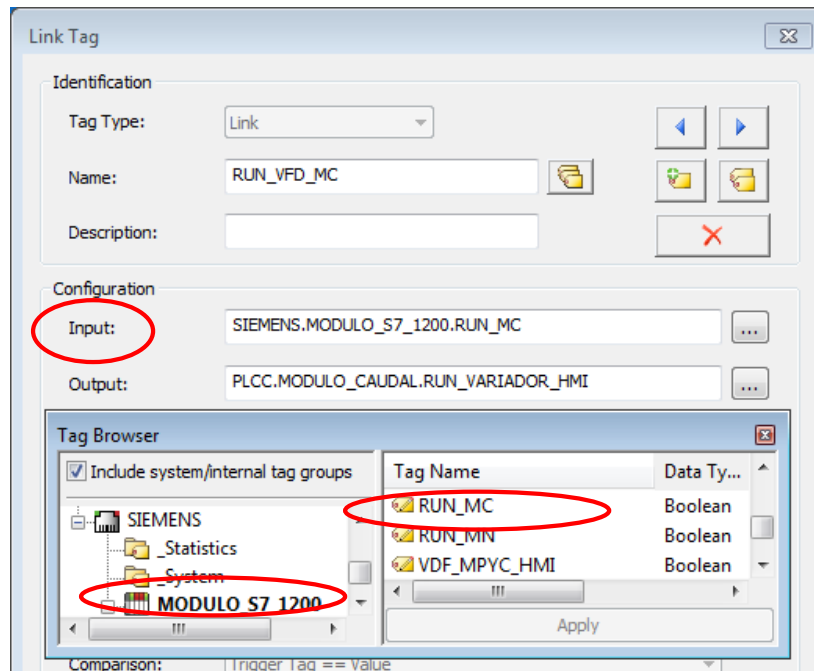 Link Tag
Identification
Tag Type: Link
Name: RUN_VFD_MC
Description:
Configuration
Input: SIEMENS.MODULO_S7_1200.RUN_MC ...
Output: PLCC.MODULO_CAUDAL.RUN_VARIADOR_HMI ...
Tag Browser
Include system/internal tag groups
SIEMENS
_Statistics
_System
MODULO_S7_1200
Tag Name Data Ty...
RUN_MC Boolean
RUN_MN Boolean
VDF_MPYC_HMI Boolean
Apply
Comparison: Trigger Tag == Value